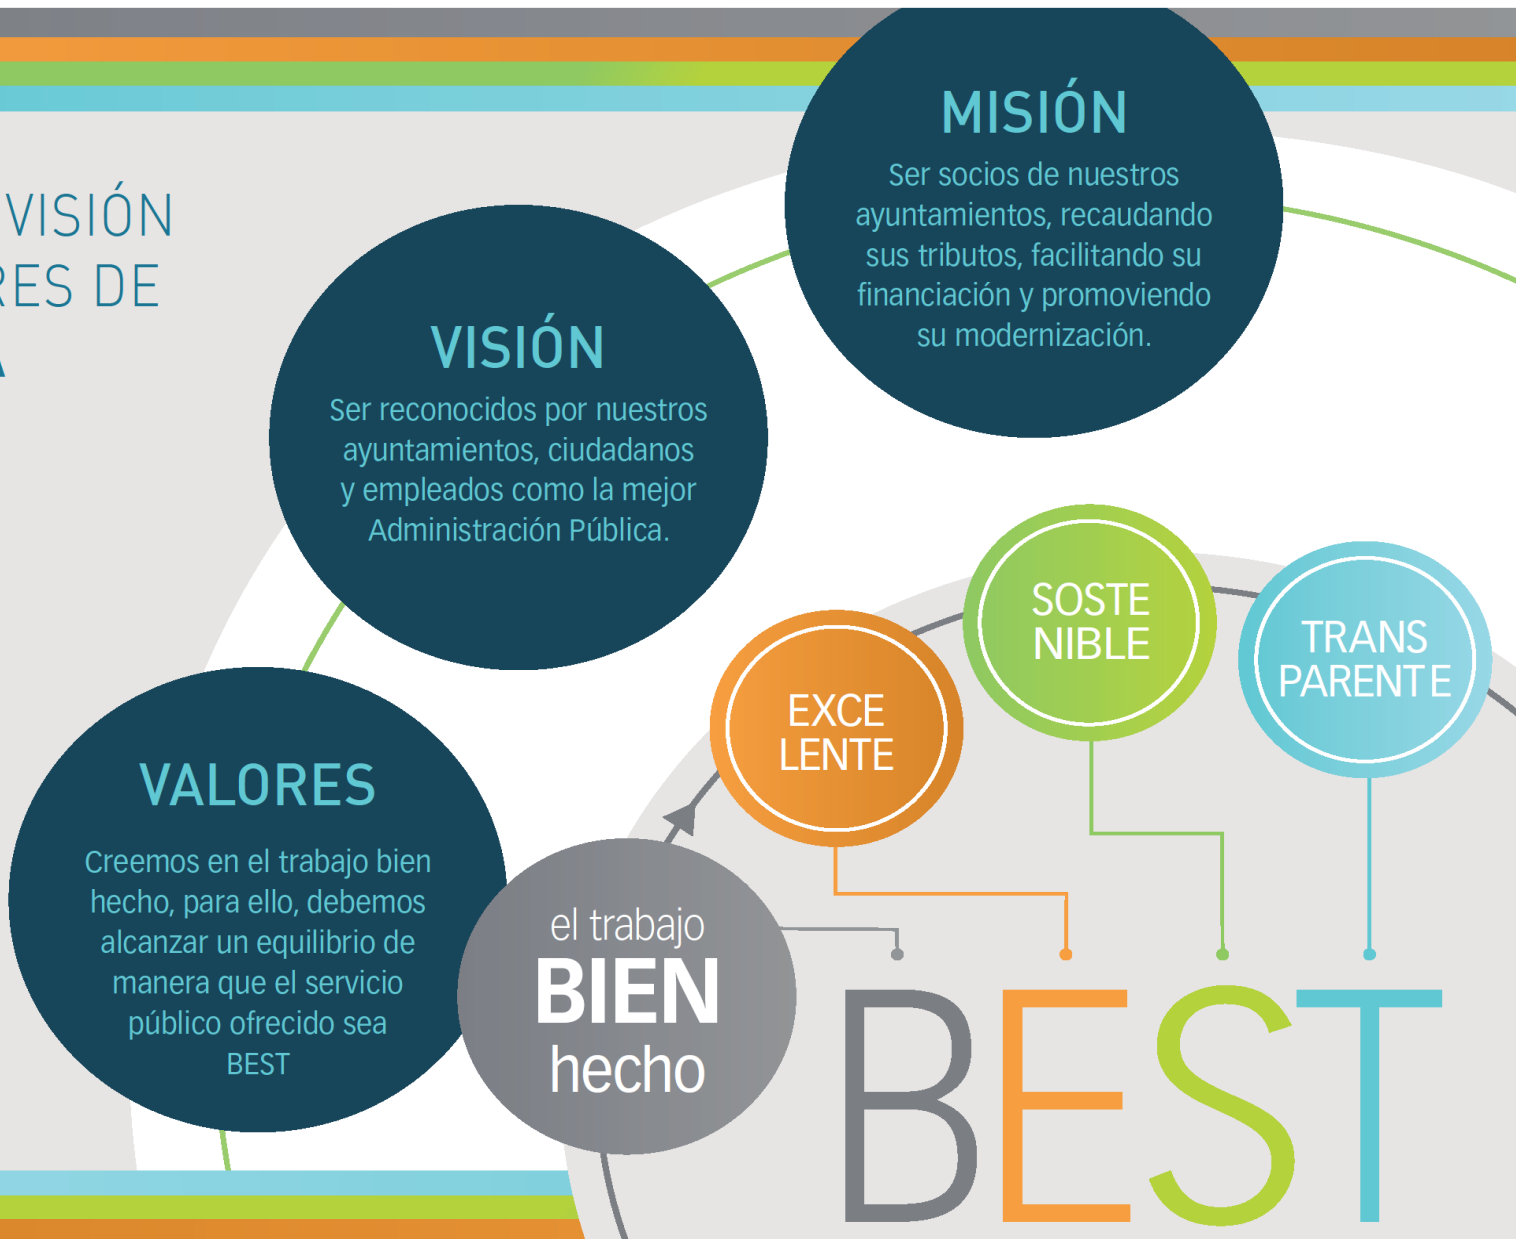 VISIÓN
RES DE
A
MISIÓN
Ser socios de nuestros
ayuntamientos, recaudando
sus tributos, facilitando su
financiación y promoviendo
su modernización.
VISIÓN
Ser reconocidos por nuestros
ayuntamientos, ciudadanos
y empleados como la mejor
Administración Pública.
VALORES
Creemos en el trabajo bien
hecho, para ello, debemos
alcanzar un equilibrio de
manera que el servicio
público ofrecido sea
BEST
el trabajo
BIEN
hecho
EXCE
LENTE
SOSTE
NIBLE
TRANS
PARENTE
BEST